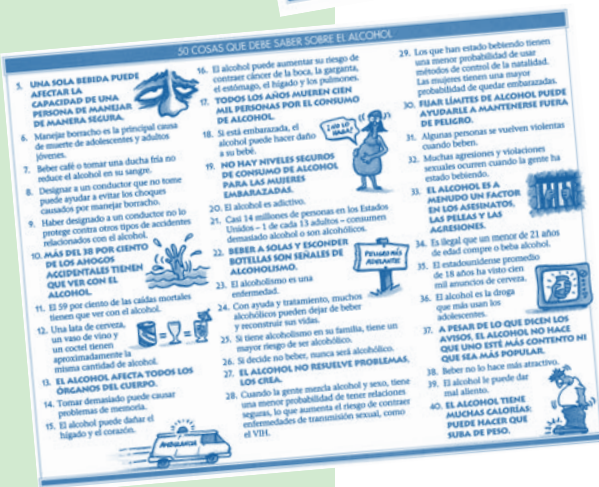 50 COSAS QUE DEBE SABER SOBRE EL ALCOHOL
5. UNA SOLA BEBIDA PUEDE
AFECTAR LA
CAPACIDAD DE UNA
PERSONA DE MANEJAR
DE MANERA SEGURA.
6. Manejar borracho es la principal causa
de muerte de adolescentes y adultos
jóvenes.
7. Beber café o tomar una ducha fría no
reduce el alcohol en su sangre.
8. Designar a un conductor que no tome
puede ayudar a evitar los choques
causados por manejar borracho.
9. Haber designado a un conductor no lo
protege contra otros tipos de accidentes
relacionados con el alcohol.
10. MÁS DEL 38 POR CIENTO
DE LOS AHOGOS
ACCIDENTALES TIENEN
QUE VER CON EL
ALCOHOL.
11. El 59 por ciento de las caídas mortales
tienen que ver con el alcohol.
12. Una lata de cerveza,
un vaso de vino y
un coctel tienen
aproximadamente la
misma cantidad de alcohol.
13. EL ALCOHOL AFECTA TODOS LOS
ÓRGANOS DEL CUERPO.
14. Tomar demasiado puede causar
problemas de memoria.
15. El alcohol puede dañar el
hígado y el corazón.
AMBULANCIA
16. El alcohol puede aumentar su riesgo de
contraer cáncer de la boca, la garganta,
el estómago, el hígado y los pulmones.
17. TODOS LOS AÑOS MUEREN CIEN
MIL PERSONAS POR EL CONSUMO
DE ALCOHOL.
18. Si está embarazada, el
alcohol puede hacer daño
a su bebé.
¡NO LO
HAGA!
19. NO HAY NIVELES SEGUROS
DE CONSUMO DE ALCOHOL
PARA LAS MUJERES
EMBARAZADAS.
20. El alcohol es adictivo.
21. Casi 14 millones de personas en los Estados
Unidos – 1 de cada 13 adultos – consumen
demasiado alcohol o son alcohólicos.
22. BEBER A SOLAS Y ESCONDER
BOTELLAS SON SEÑALES DE
ALCOHOLISMO.
PELIGRO MÁS
ADELANTE
23. El alcoholismo es una
enfermedad.
24. Con ayuda y tratamiento, muchos
alcohólicos pueden dejar de beber
y reconstruir sus vidas.
25. Si tiene alcoholismo en su familia, tiene un
mayor riesgo de ser alcohólico.
26. Si decide no beber, nunca será alcohólico.
27. EL ALCOHOL NO RESUELVE PROBLEMAS,
LOS CREA.
28. Cuando la gente mezcla alcohol y sexo, tiene
una menor probabilidad de tener relaciones
seguras, lo que aumenta el riesgo de contraer
enfermedades de transmisión sexual, como
el VIH.
29. Los que han estado bebiendo tienen
una menor probabilidad de usar
métodos de control de la natalidad.
Las mujeres tienen una mayor
probabilidad de quedar embarazadas.
30. FIJAR LÍMITES DE ALCOHOL PUEDE
AYUDARLE A MANTENERSE FUERA
DE PELIGRO.
31. Algunas personas se vuelven violentas
cuando beben.
32. Muchas agresiones y violaciones
sexuales ocurren cuando la gente ha
estado bebiendo.
33. EL ALCOHOL ES A
MENUDO UN FACTOR
EN LOS ASESINATOS,
LAS PELEAS Y LAS
AGRESIONES.
34. Es ilegal que un menor de 21 años
de edad compre o beba alcohol.
35. El estadounidense promedio
de 18 años ha visto cien
mil anuncios de cerveza.
36. El alcohol es la droga
que más usan los
adolescentes.
37. A PESAR DE LO QUE DICEN LOS
AVISOS, EL ALCOHOL NO HACE
QUE UNO ESTÉ MÁS CONTENTO NI
QUE SEA MÁS POPULAR.
38. Beber no lo hace más atractivo.
39. El alcohol le puede dar
mal aliento.
40. EL ALCOHOL TIENE
MUCHAS CALORÍAS:
PUEDE HACER QUE
SUBA DE PESO.